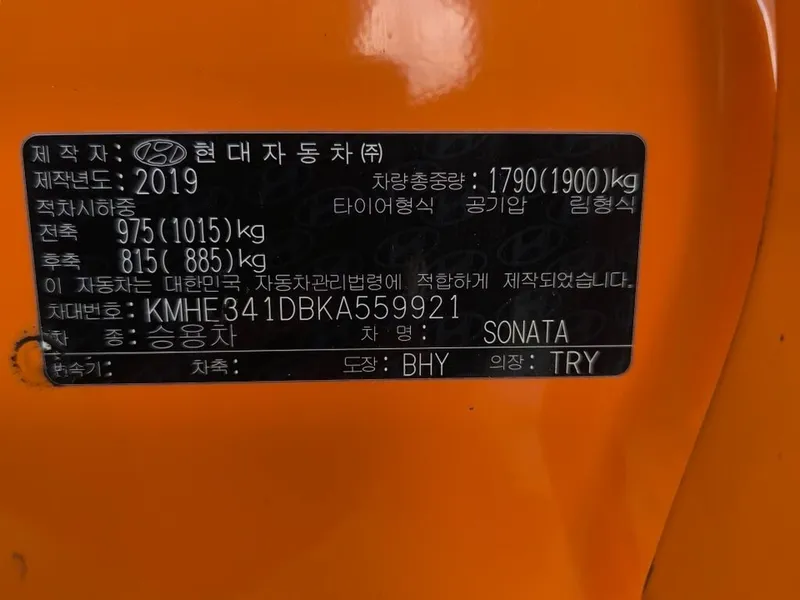 제작자: 현대자동차(주)
제작년도: 2019 차량총중량: 1790(1900)kg
적차시하중 타이어형식 공기압 림형식
전축 975(1015)kg
후축 815( 885)kg
이 자동차는 대한민국 자동차관리법령에 적합하게 제작되었습니다.
차대번호: KMHE341DBKA559921
차 종: 승용차 차 명: SONATA
변속기: 차축: 도장: BHY 의장: TRY